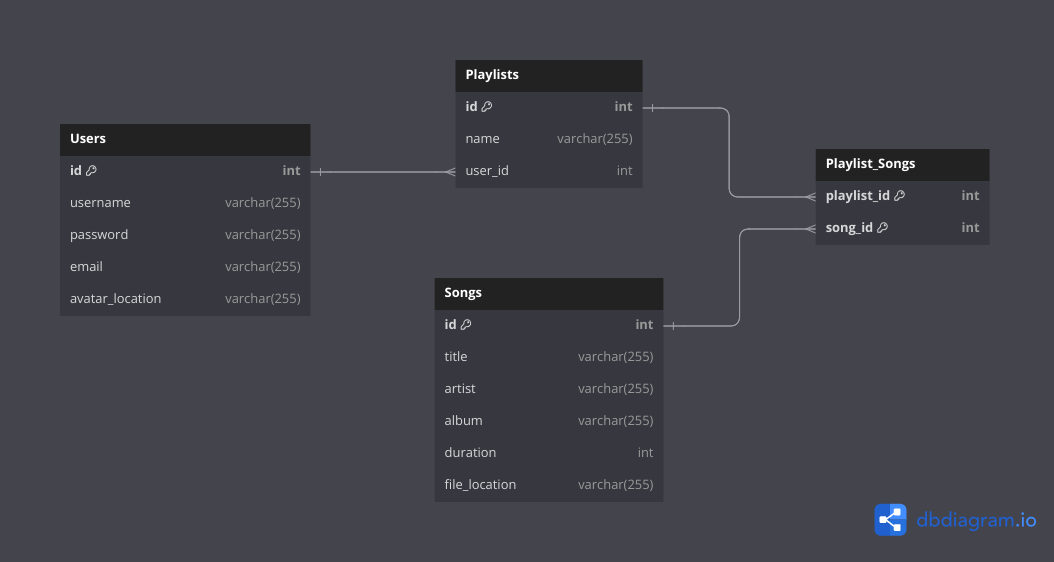 Users
id int
username varchar(255)
password varchar(255)
email varchar(255)
avatar_location varchar(255)
Playlists
id int
name varchar(255)
user_id int
Songs
id int
title varchar(255)
artist varchar(255)
album varchar(255)
duration int
file_location varchar(255)
Playlist_Songs
playlist_id int
song_id int
dbdiagram.io